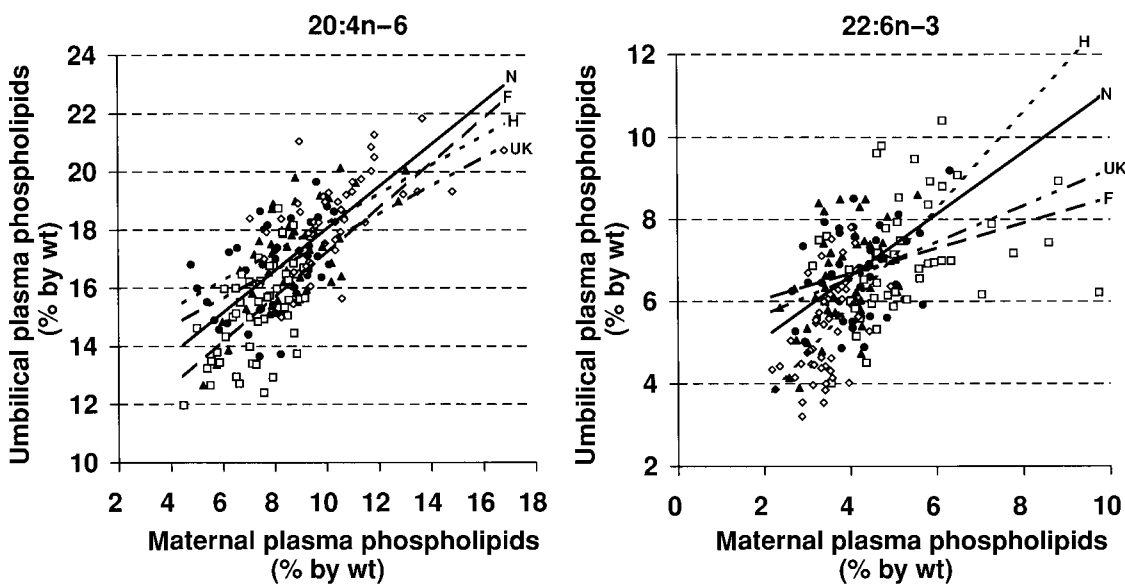 20:4n−6
Umbilical plasma phospholipids
(% by wt)
24
22
20
18
16
14
12
10
N
F
H
UK
2 4 6 8 10 12 14 16 18
Maternal plasma phospholipids
(% by wt)
22:6n−3
Umbilical plasma phospholipids
(% by wt)
12
10
8
6
4
2
H
N
UK
F
0 2 4 6 8 10
Maternal plasma phospholipids
(% by wt)